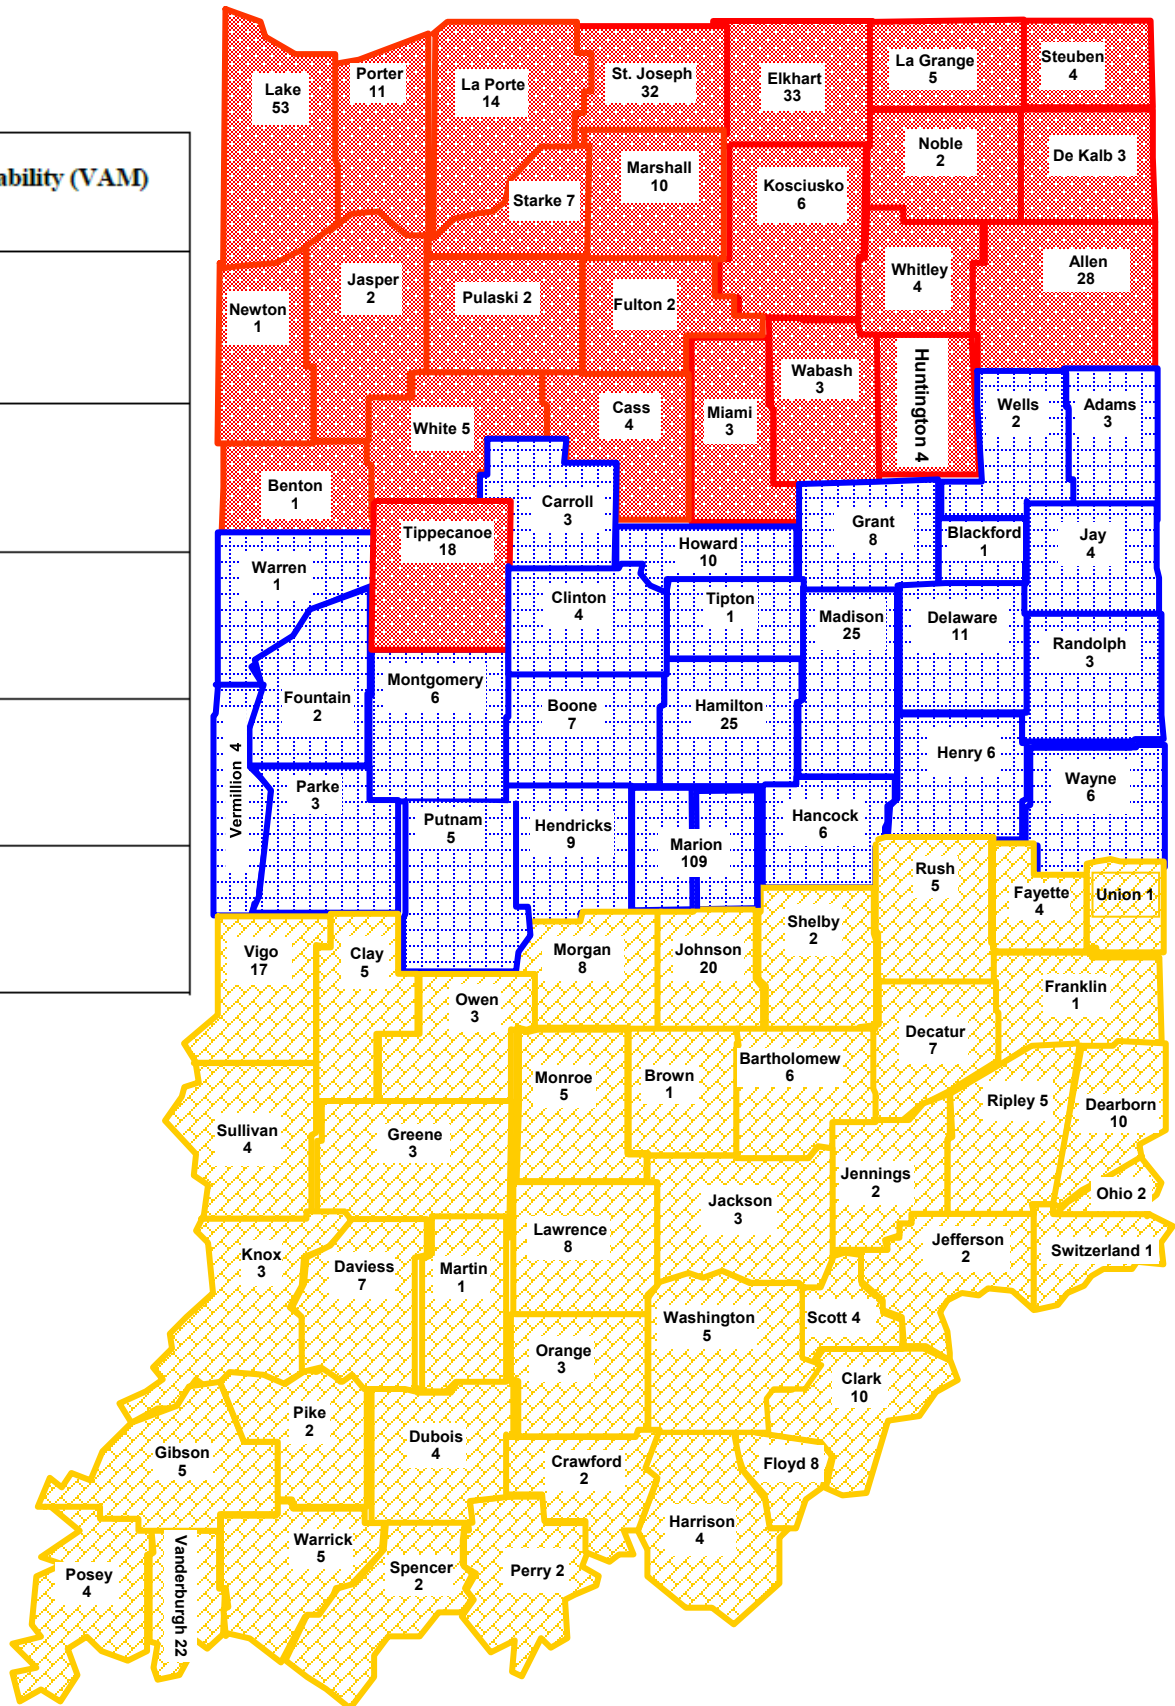 ability (VAM)
Lake
53
Porter
11
La Porte
14
St. Joseph
32
Elkhart
33
La Grange
5
Steuben
4
Noble
2
De Kalb 3
Starke 7
Marshall
10
Kosciusko
6
Newton
1
Jasper
2
Pulaski 2
Fulton 2
Whitley
4
Allen
28
White 5
Cass
4
Miami
3
Wabash
3
Huntington 4
Wells
2
Adams
3
Benton
1
Carroll
3
Tippecanoe
18
Howard
10
Grant
8
Blackford
1
Jay
4
Warren
1
Clinton
4
Tipton
1
Madison
25
Delaware
11
Randolph
3
Fountain
2
Montgomery
6
Boone
7
Hamilton
25
Henry 6
Wayne
6
Vermillion 4
Parke
3
Putnam
5
Hendricks
9
Marion
109
Hancock
6
Rush
5
Fayette
4
Union 1
Vigo
17
Clay
5
Owen
3
Morgan
8
Johnson
20
Shelby
2
Franklin
1
Decatur
7
Monroe
5
Brown
1
Bartholomew
6
Ripley 5
Dearborn
10
Sullivan
4
Greene
3
Jennings
2
Ohio 2
Lawrence
8
Jackson
3
Jefferson
2
Switzerland 1
Knox
3
Daviess
7
Martin
1
Washington
5
Scott 4
Orange
3
Clark
10
Pike
2
Dubois
4
Gibson
5
Crawford
2
Floyd 8
Harrison
4
Posey
4
Vanderburgh 22
Warrick
5
Spencer
2
Perry 2